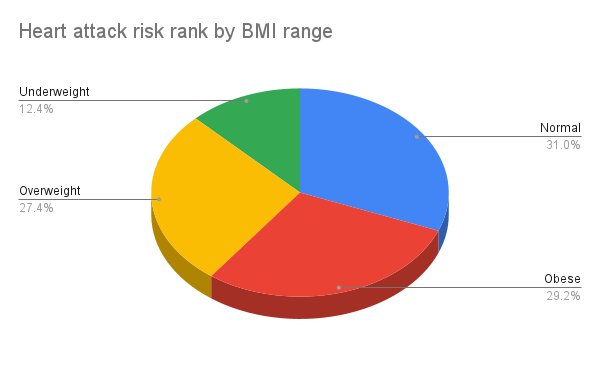 Heart attack risk rank by BMI range
Underweight
12.4%
Normal
31.0%
Overweight
27.4%
Obese
29.2%